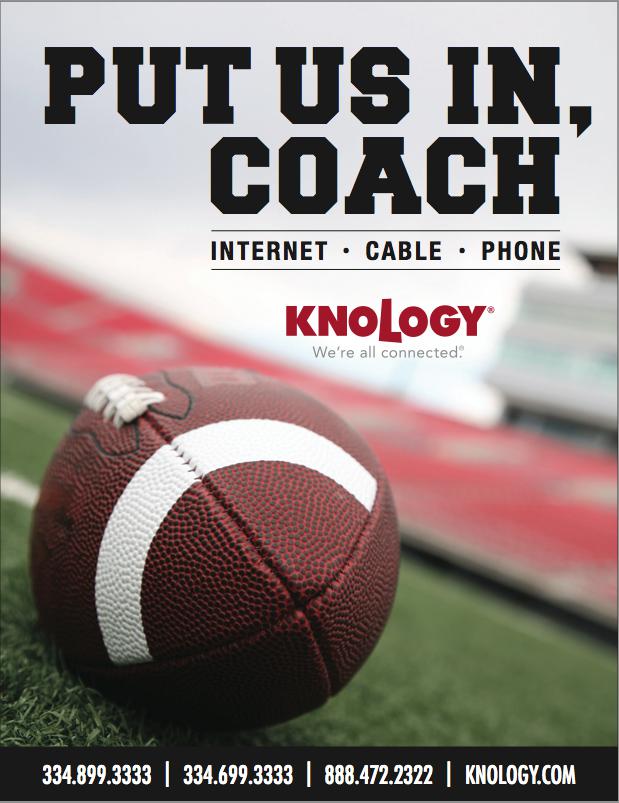 PUT US IN,
COACH
INTERNET · CABLE · PHONE
KNOLOGY®
We're all connected.®
334.899.3333 | 334.699.3333 | 888.472.2322 | KNOLOGY.COM